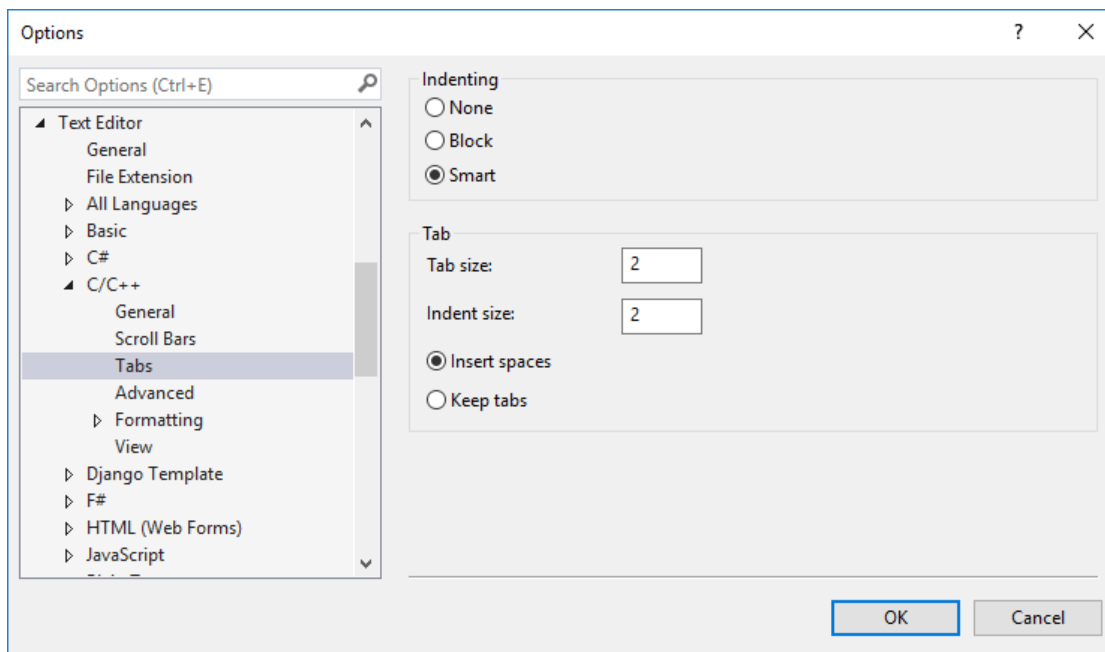 Options
?
Search Options (Ctrl+E)
Text Editor
General
File Extension
All Languages
Basic
C#
C/C++
General
Scroll Bars
Tabs
Advanced
Formatting
View
Django Template
F#
HTML (Web Forms)
JavaScript
Indenting
None
Block
Smart
Tab
Tab size:
2
Indent size:
2
Insert spaces
Keep tabs
OK
Cancel